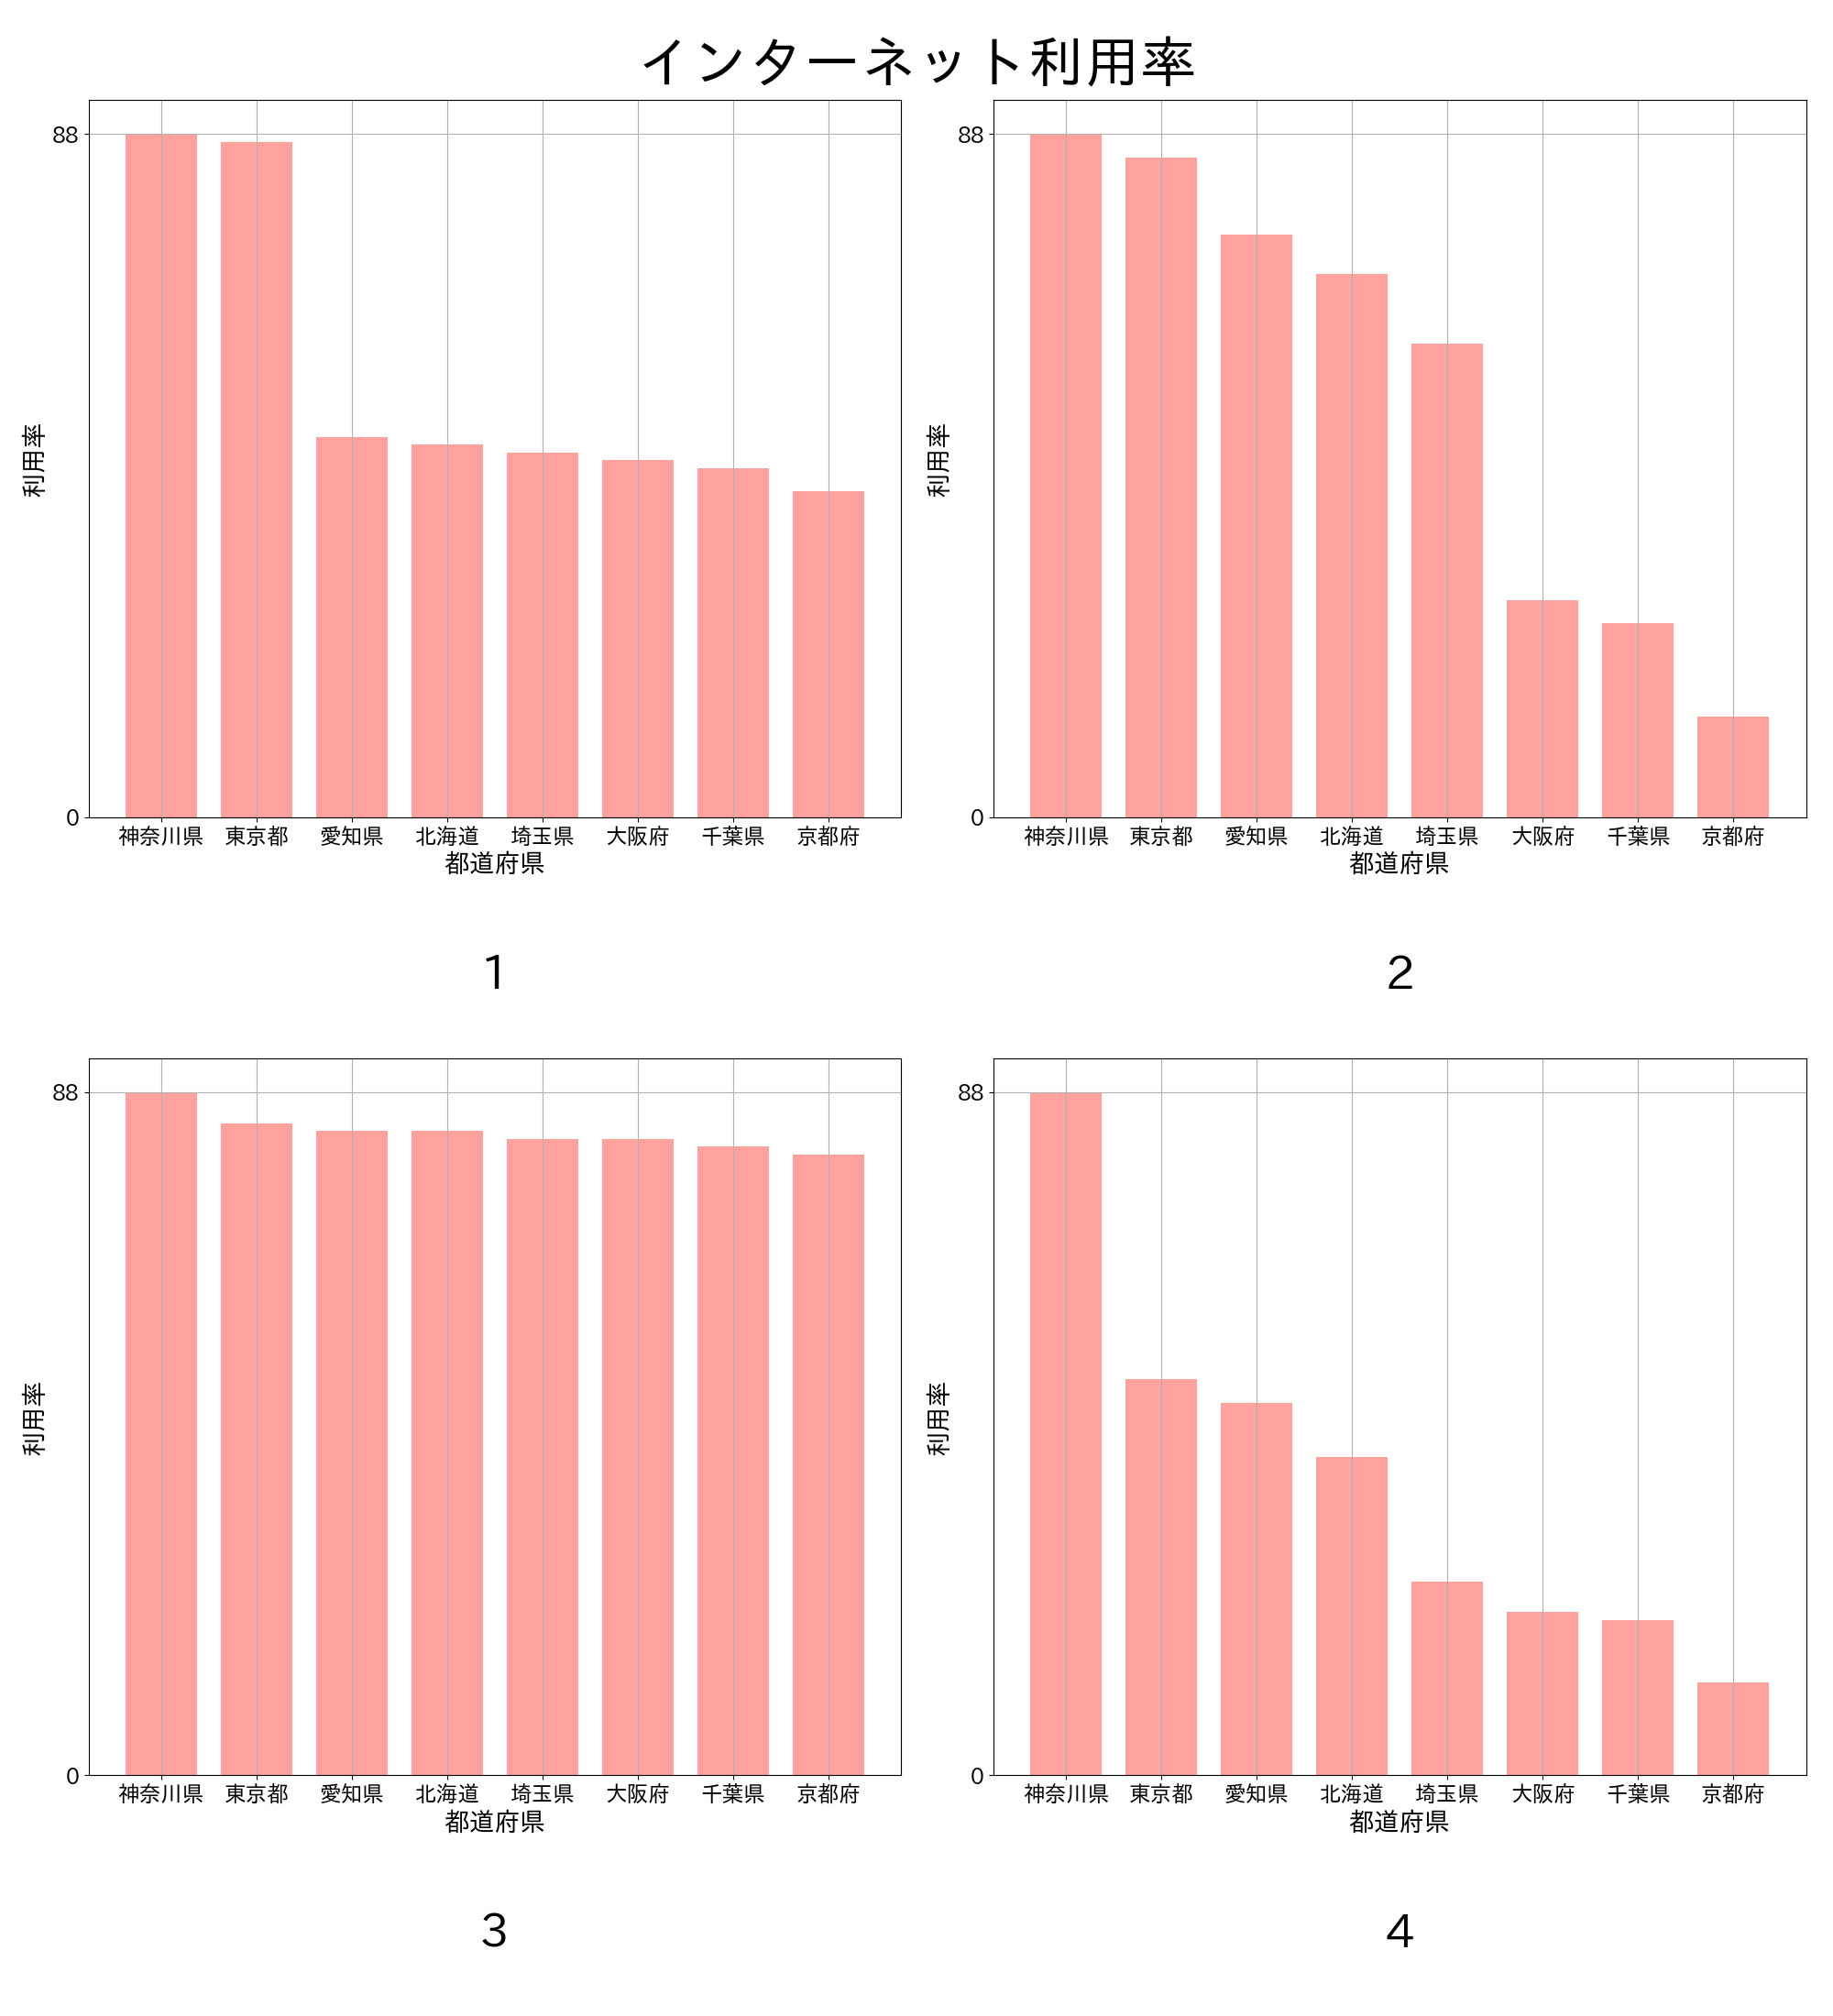 インターネット利用率
88
0
利用率
神奈川県 東京都 愛知県 北海道 埼玉県 大阪府 千葉県 京都府
都道府県
1
88
0
利用率
神奈川県 東京都 愛知県 北海道 埼玉県 大阪府 千葉県 京都府
都道府県
2
88
0
利用率
神奈川県 東京都 愛知県 北海道 埼玉県 大阪府 千葉県 京都府
都道府県
3
88
0
利用率
神奈川県 東京都 愛知県 北海道 埼玉県 大阪府 千葉県 京都府
都道府県
4